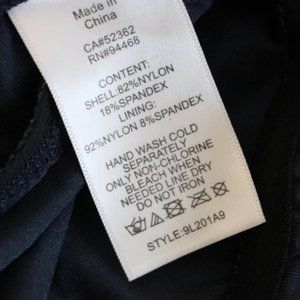 Made in
China
CA#52362
RN#94468
CONTENT:
SHELL:82%NYLON
18%SPANDEX
LINING:
92%NYLON 8%SPANDEX
HAND WASH COLD
SEPARATELY
ONLY NON-CHLORINE
BLEACH WHEN
NEEDED LINE DRY
DO NOT IRON
STYLE:9L201A9